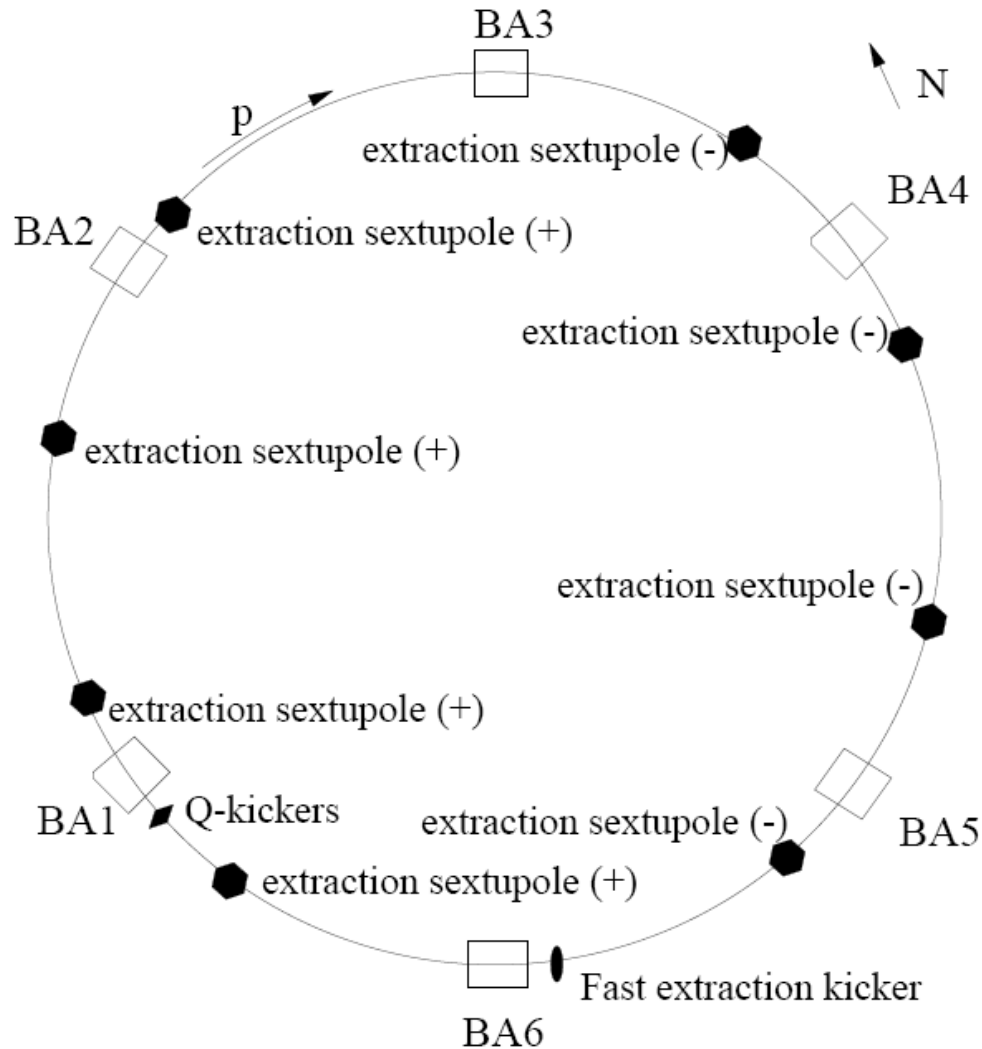 BA3
N
p
extraction sextupole (-)
BA4
BA2
extraction sextupole (+)
extraction sextupole (-)
extraction sextupole (+)
extraction sextupole (-)
extraction sextupole (+)
BA1
Q-kickers
extraction sextupole (-)
BA5
extraction sextupole (+)
Fast extraction kicker
BA6